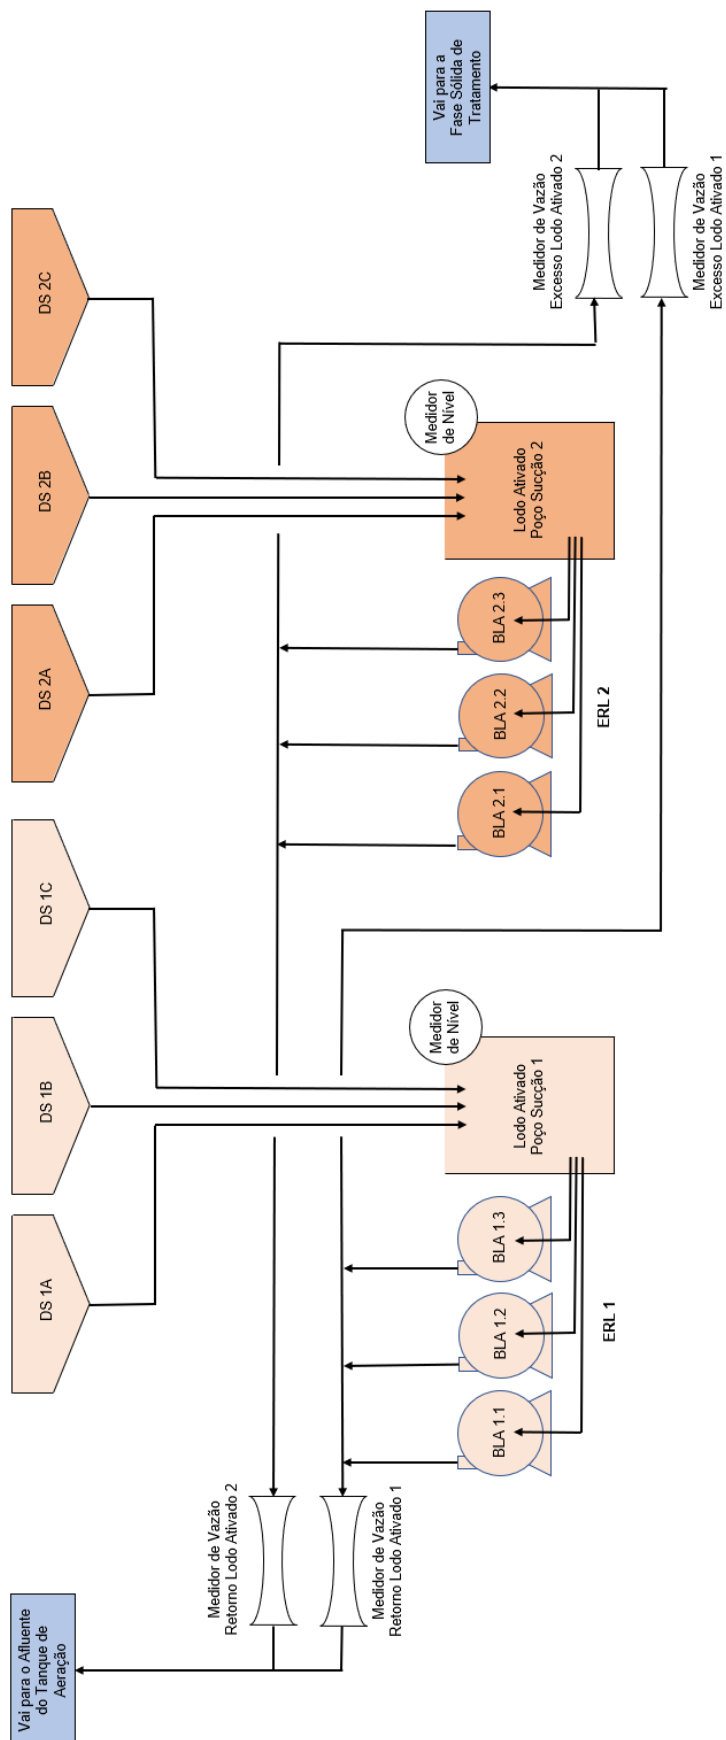 DS 1A
DS 1B
DS 1C
DS 2A
DS 2B
DS 2C
Vai para o Afluente
do Tanque de
Aeração
Medidor de Vazão
Retorno Lodo Ativado 2
Medidor de Vazão
Retorno Lodo Ativado 1
BLA 1.1
BLA 1.2
BLA 1.3
ERL 1
Medidor
de Nível
Lodo Ativado
Poço Sucção 1
BLA 2.1
BLA 2.2
BLA 2.3
ERL 2
Medidor
de Nível
Lodo Ativado
Poço Sucção 2
Medidor de Vazão
Excesso Lodo Ativado 2
Medidor de Vazão
Excesso Lodo Ativado 1
Vai para a
Fase Sólida de
Tratamento